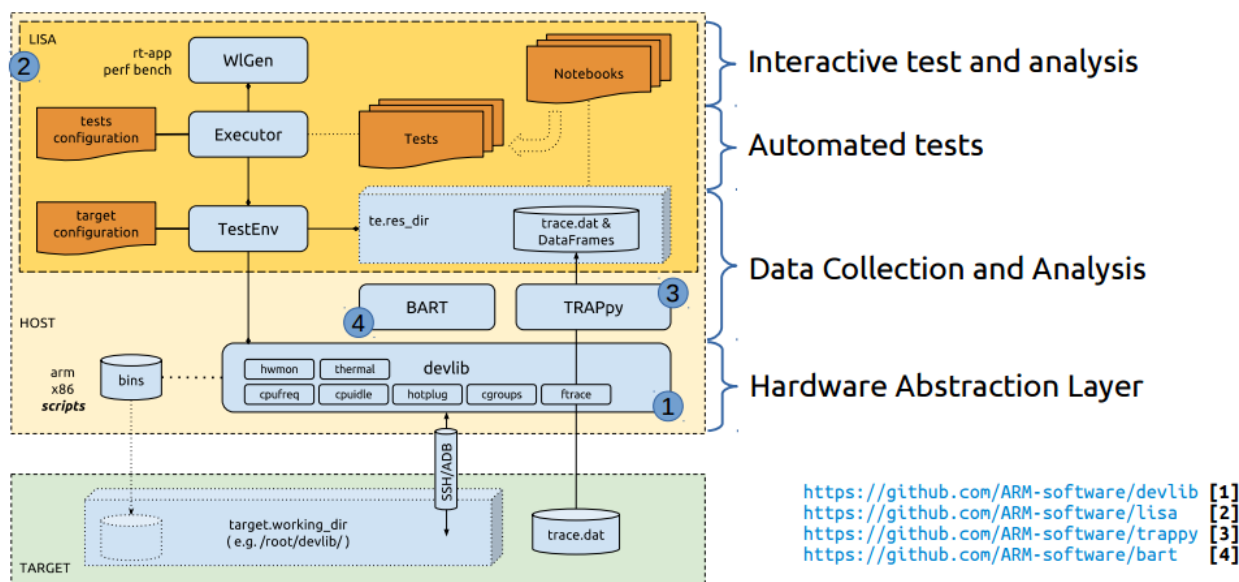 LISA
2
rt-app
perf bench
WlGen
Notebooks
Interactive test and analysis
tests
configuration
Executor
Tests
Automated tests
target
configuration
TestEnv
te.res_dir
trace.dat &
DataFrames
Data Collection and Analysis
BART
4
TRAPpy
3
HOST
arm
x86
scripts
bins
devlib
hwmon
thermal
cpufreq
cpuidle
hotplug
cgroups
ftrace
1
Hardware Abstraction Layer
SSH/ADB
target.working_dir
( e.g. /root/devlib/ )
trace.dat
TARGET
https://github.com/ARM-software/devlib [1]
https://github.com/ARM-software/lisa [2]
https://github.com/ARM-software/trappy [3]
https://github.com/ARM-software/bart [4]